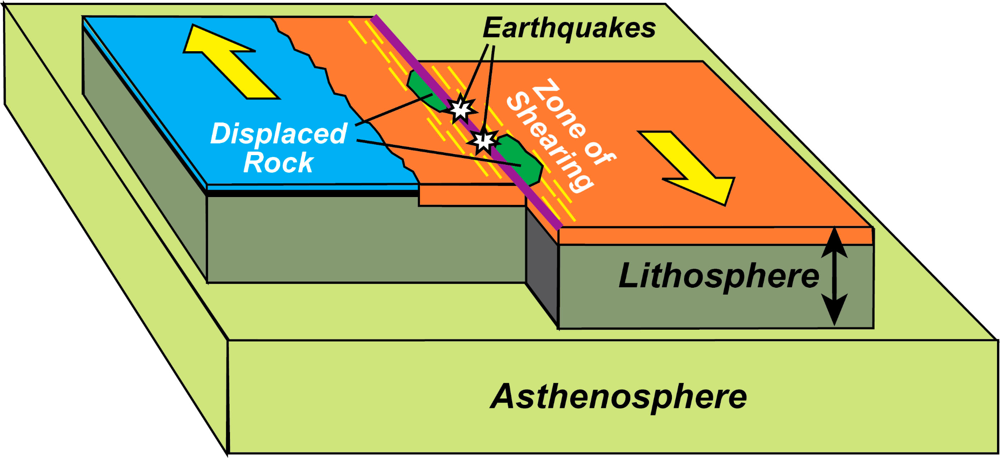 Earthquakes
Zone of
Shearing
Displaced
Rock
Lithosphere
Asthenosphere